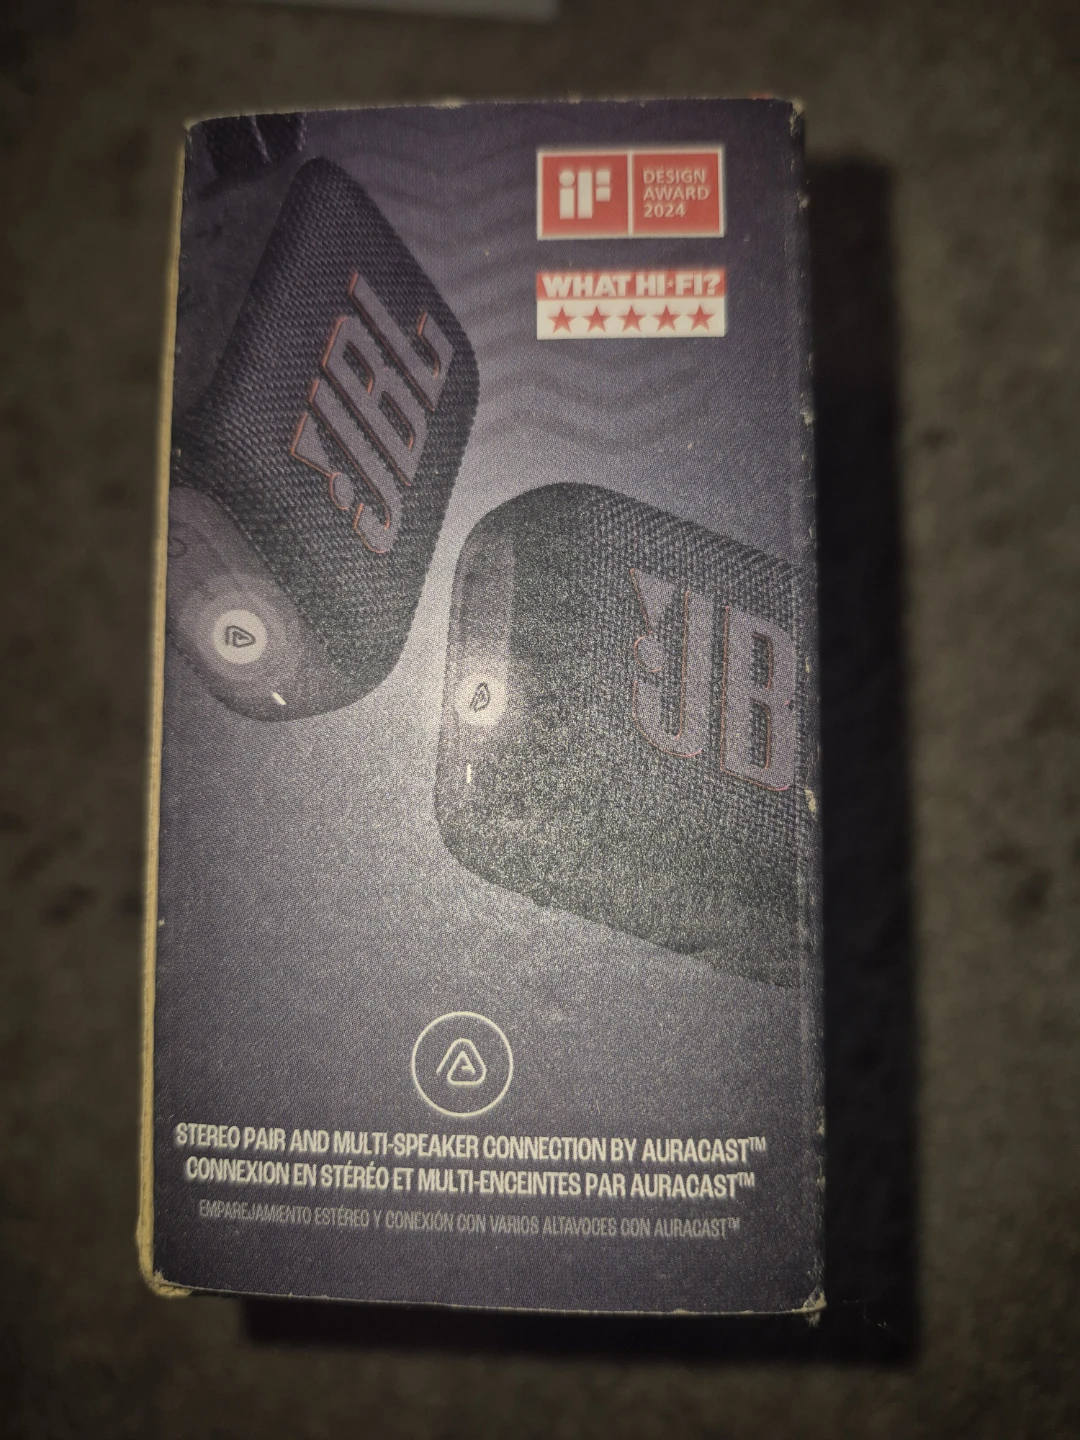 iF
DESIGN
AWARD
2024
WHAT HI-FI?
JBL
JB
STEREO PAIR AND MULTI-SPEAKER CONNECTION BY AURACAST™
CONNEXION EN STÉRÉO ET MULTI-ENCEINTES PAR AURACAST™
EMPAREJAMIENTO ESTÉREO Y CONEXIÓN CON VARIOS ALTAVOCES CON AURACAST™